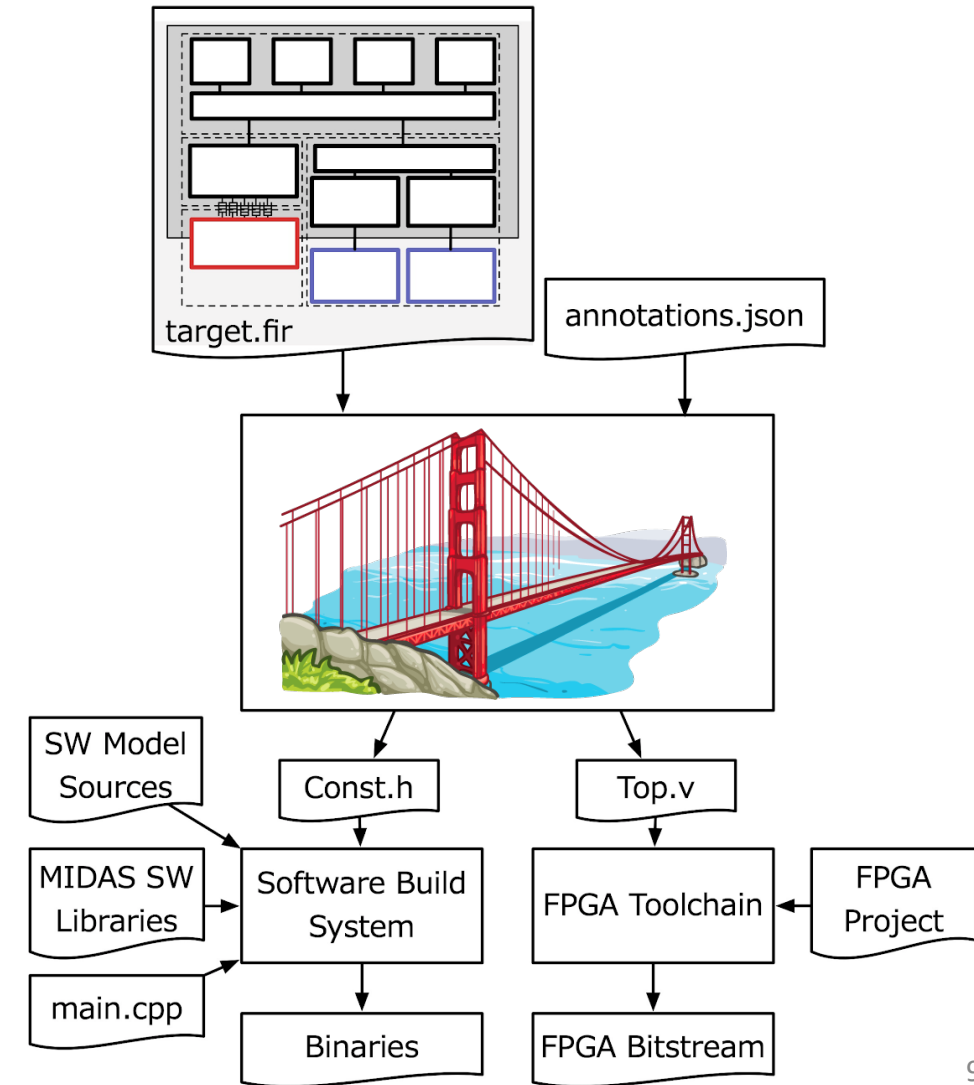 target.fir
annotations.json
SW Model
Sources
Const.h
Top.v
MIDAS SW
Libraries
Software Build
System
FPGA Toolchain
FPGA
Project
main.cpp
Binaries
FPGA Bitstream
9